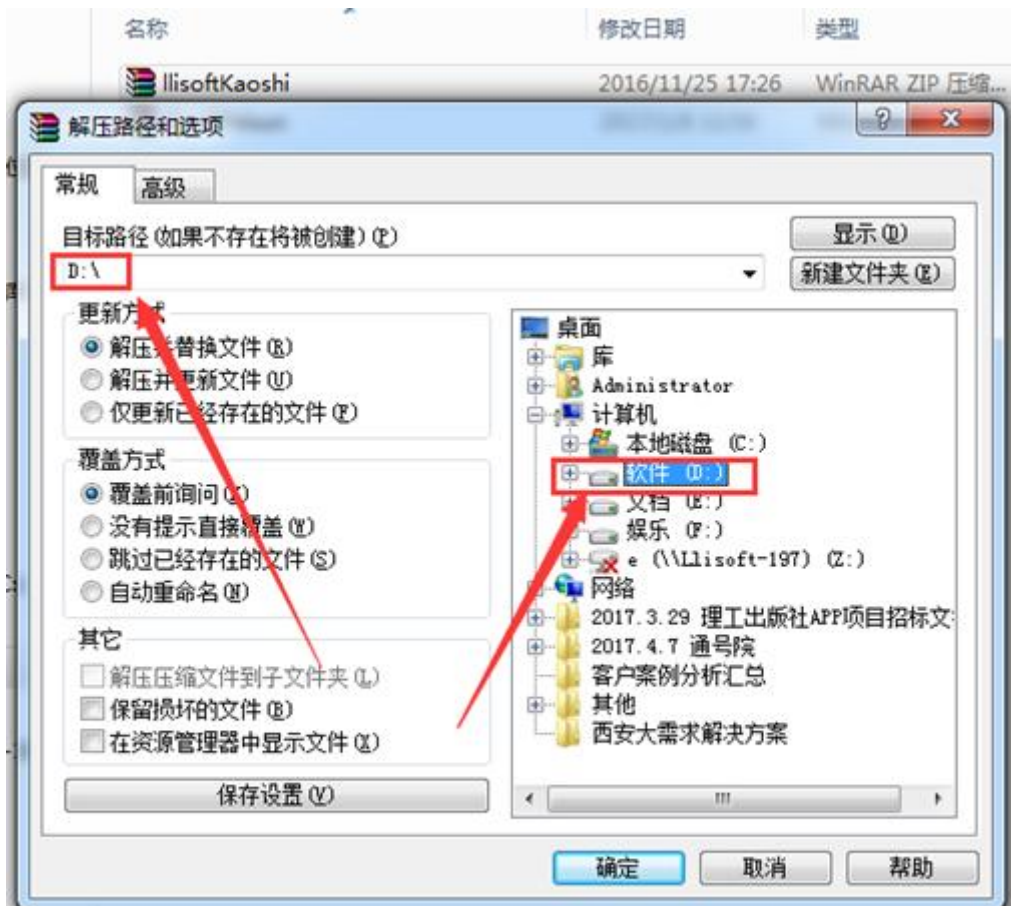 名称 修改日期 类型
llisoftKaoshi 2016/11/25 17:26 WinRAR ZIP 压缩...
解压路径和选项
常规 高级
目标路径(如果不存在将被创建)(P)
显示(D)
D:\
新建文件夹(E)
更新方式
解压并替换文件(R)
解压并更新文件(U)
仅更新已经存在的文件(F)
覆盖方式
覆盖前询问
没有提示直接覆盖(W)
跳过已经存在的文件(S)
自动重命名(N)
其它
解压压缩文件到子文件夹(L)
保留损坏的文件(B)
在资源管理器中显示文件(X)
保存设置(V)
桌面
库
Administrator
计算机
本地磁盘 (C:)
软件 (D:)
文档 (E:)
娱乐 (F:)
e (\\Llisoft-197) (Z:)
网络
2017.3.29 理工出版社APP项目招标文
2017.4.7 通号院
客户案例分析汇总
其他
西安大需求解决方案
确定 取消 帮助